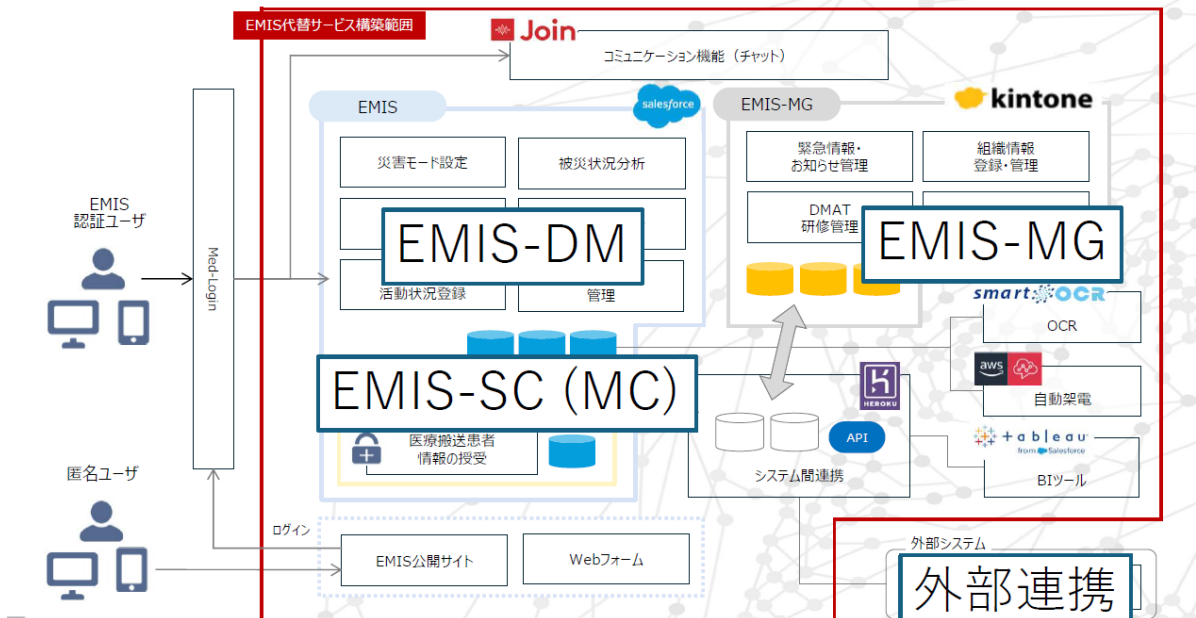 EMIS代替サービス構築範囲
Join
コミュニケーション機能（チャット）
EMIS
salesforce
EMIS-MG
kintone
災害モード設定
被災状況分析
緊急情報・
お知らせ管理
組織情報
登録・管理
EMIS
認証ユーザ
DMAT
研修管理
EMIS-DM
EMIS-MG
Med-Login
活動状況登録
管理
smart OCR
OCR
EMIS-SC (MC)
HEROKU
aws
自動架電
医療搬送患者
情報の授受
API
+ a b l e a u
from Salesforce
システム間連携
BIツール
匿名ユーザ
ログイン
EMIS公開サイト
Webフォーム
外部システム
外部連携